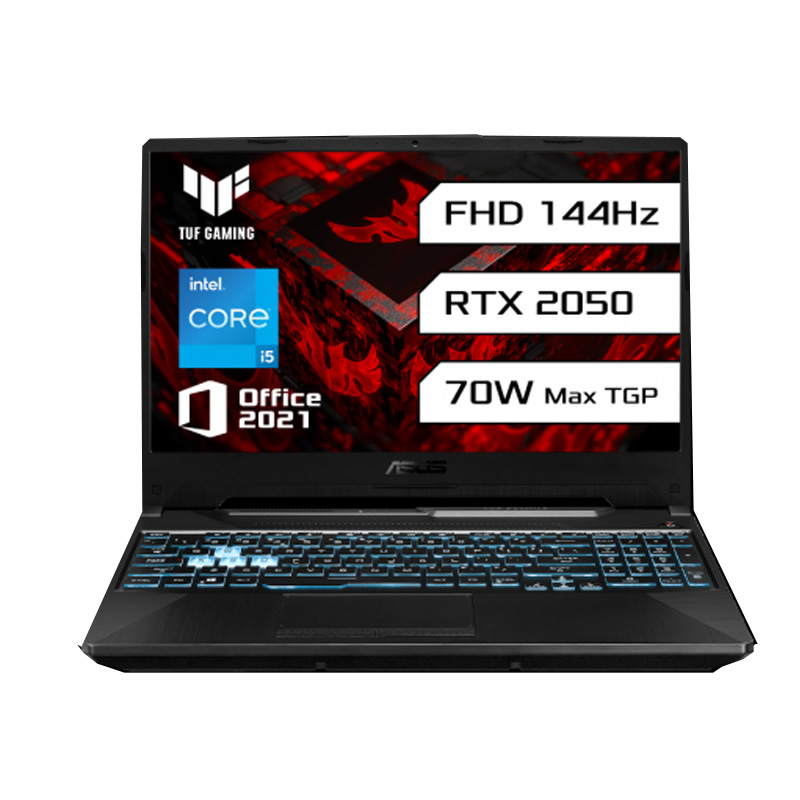 TUF GAMING
intel
CORE
i5
Office
2021
FHD 144Hz
RTX 2050
70W Max TGP
ASUS